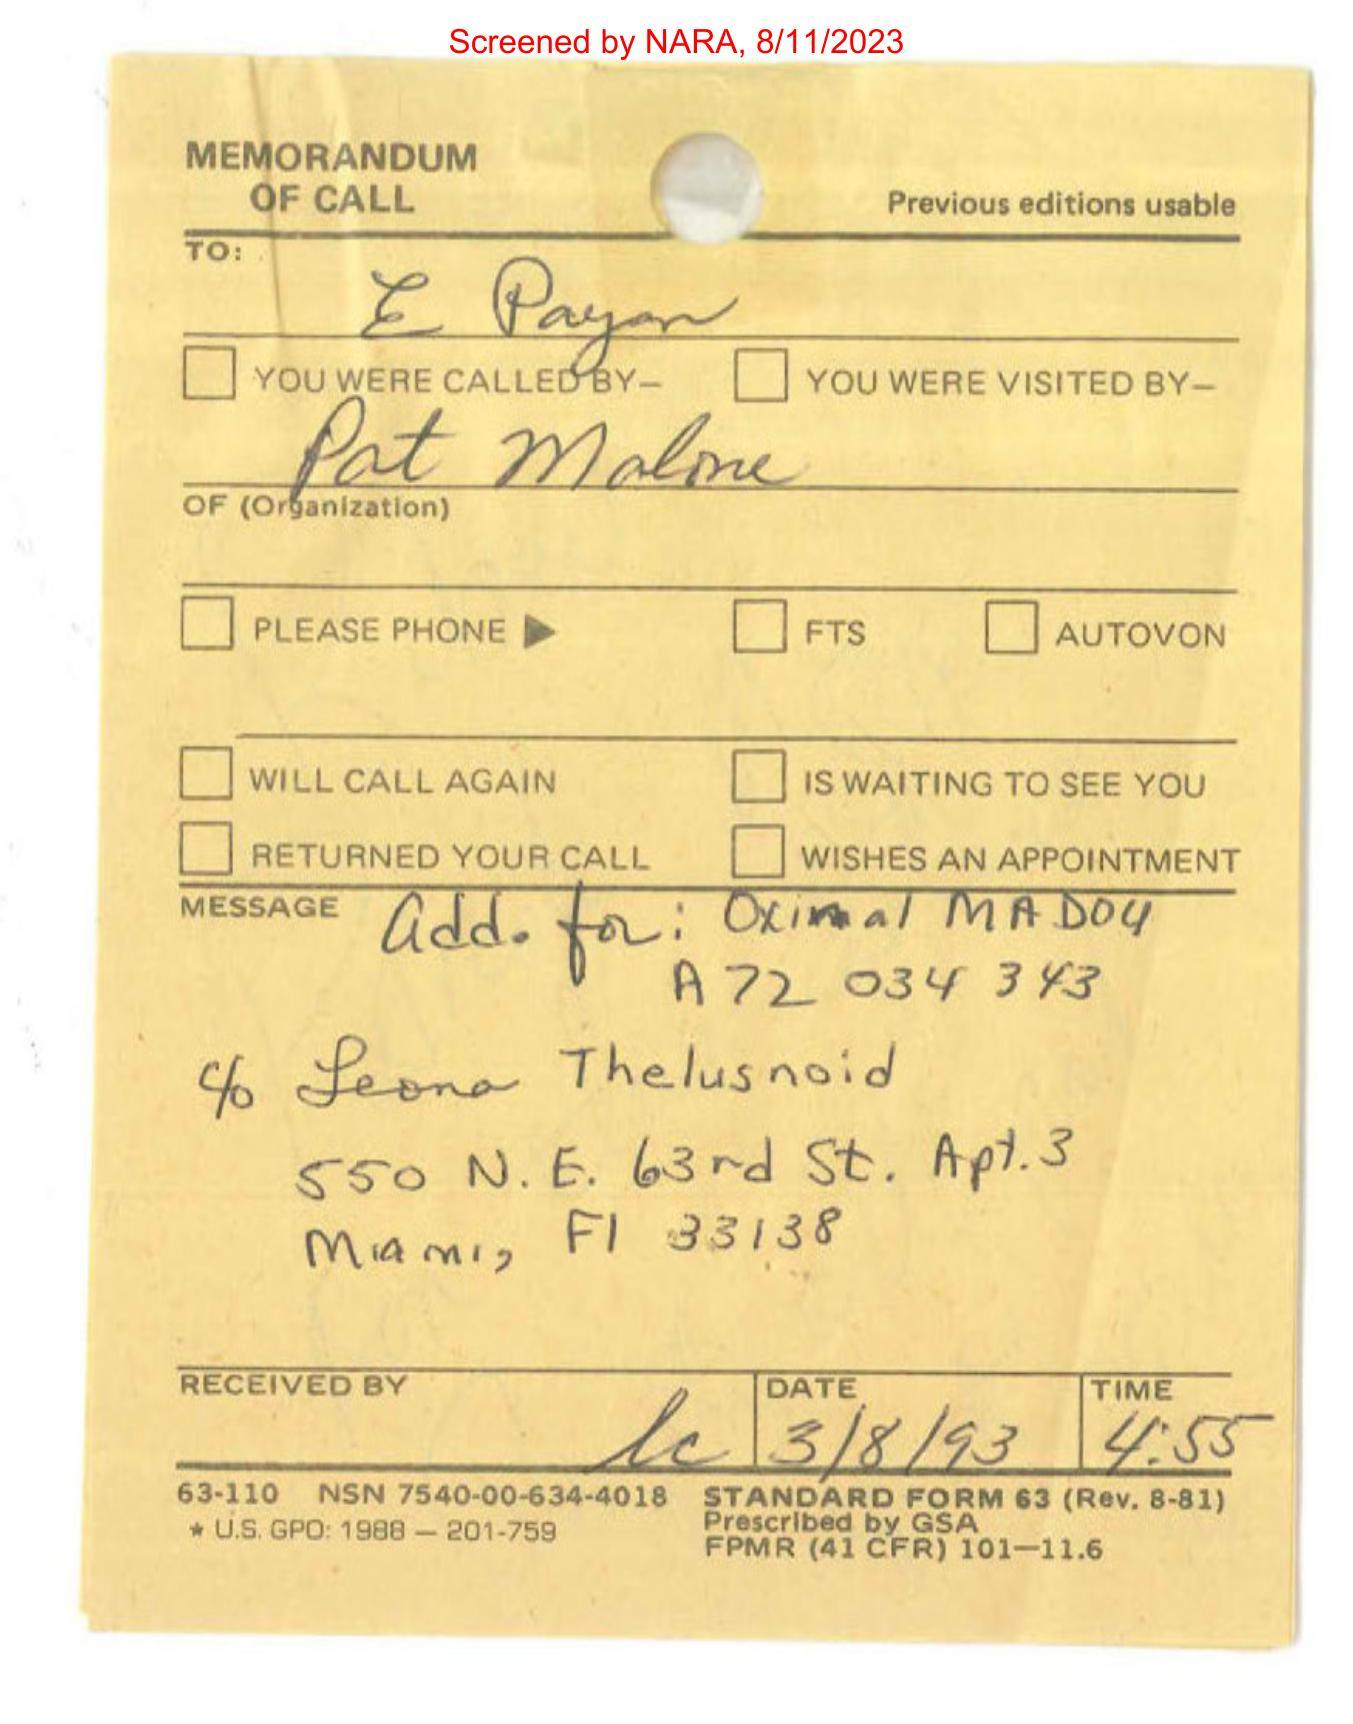 Screened by NARA, 8/11/2023
MEMORANDUM
OF CALL
Previous editions usable
TO:
E Payan
YOU WERE CALLED BY– YOU WERE VISITED BY–
Pat Malone
OF (Organization)
PLEASE PHONE ▶ FTS AUTOVON
WILL CALL AGAIN IS WAITING TO SEE YOU
RETURNED YOUR CALL WISHES AN APPOINTMENT
MESSAGE Add. for: Oximal MADOU
A 72 034 343
c/o Leona Thelusnoid
550 N.E. 63rd St. Apt. 3
Miami, Fl 33138
RECEIVED BY DATE TIME
lc 3/8/93 4:55
63-110 NSN 7540-00-634-4018 STANDARD FORM 63 (Rev. 8-81)
Prescribed by GSA
★ U.S. GPO: 1988 — 201-759
FPMR (41 CFR) 101—11.6